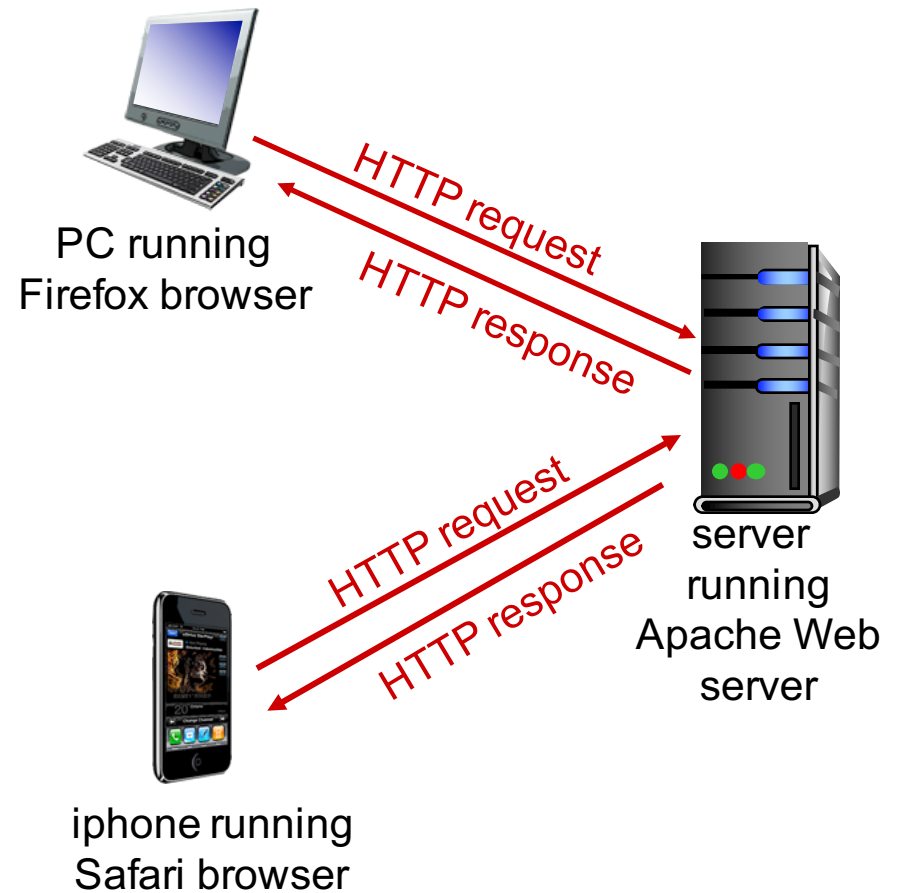 HTTP request
HTTP response
PC running
Firefox browser
HTTP request
HTTP response
server
running
Apache Web
server
iphone running
Safari browser